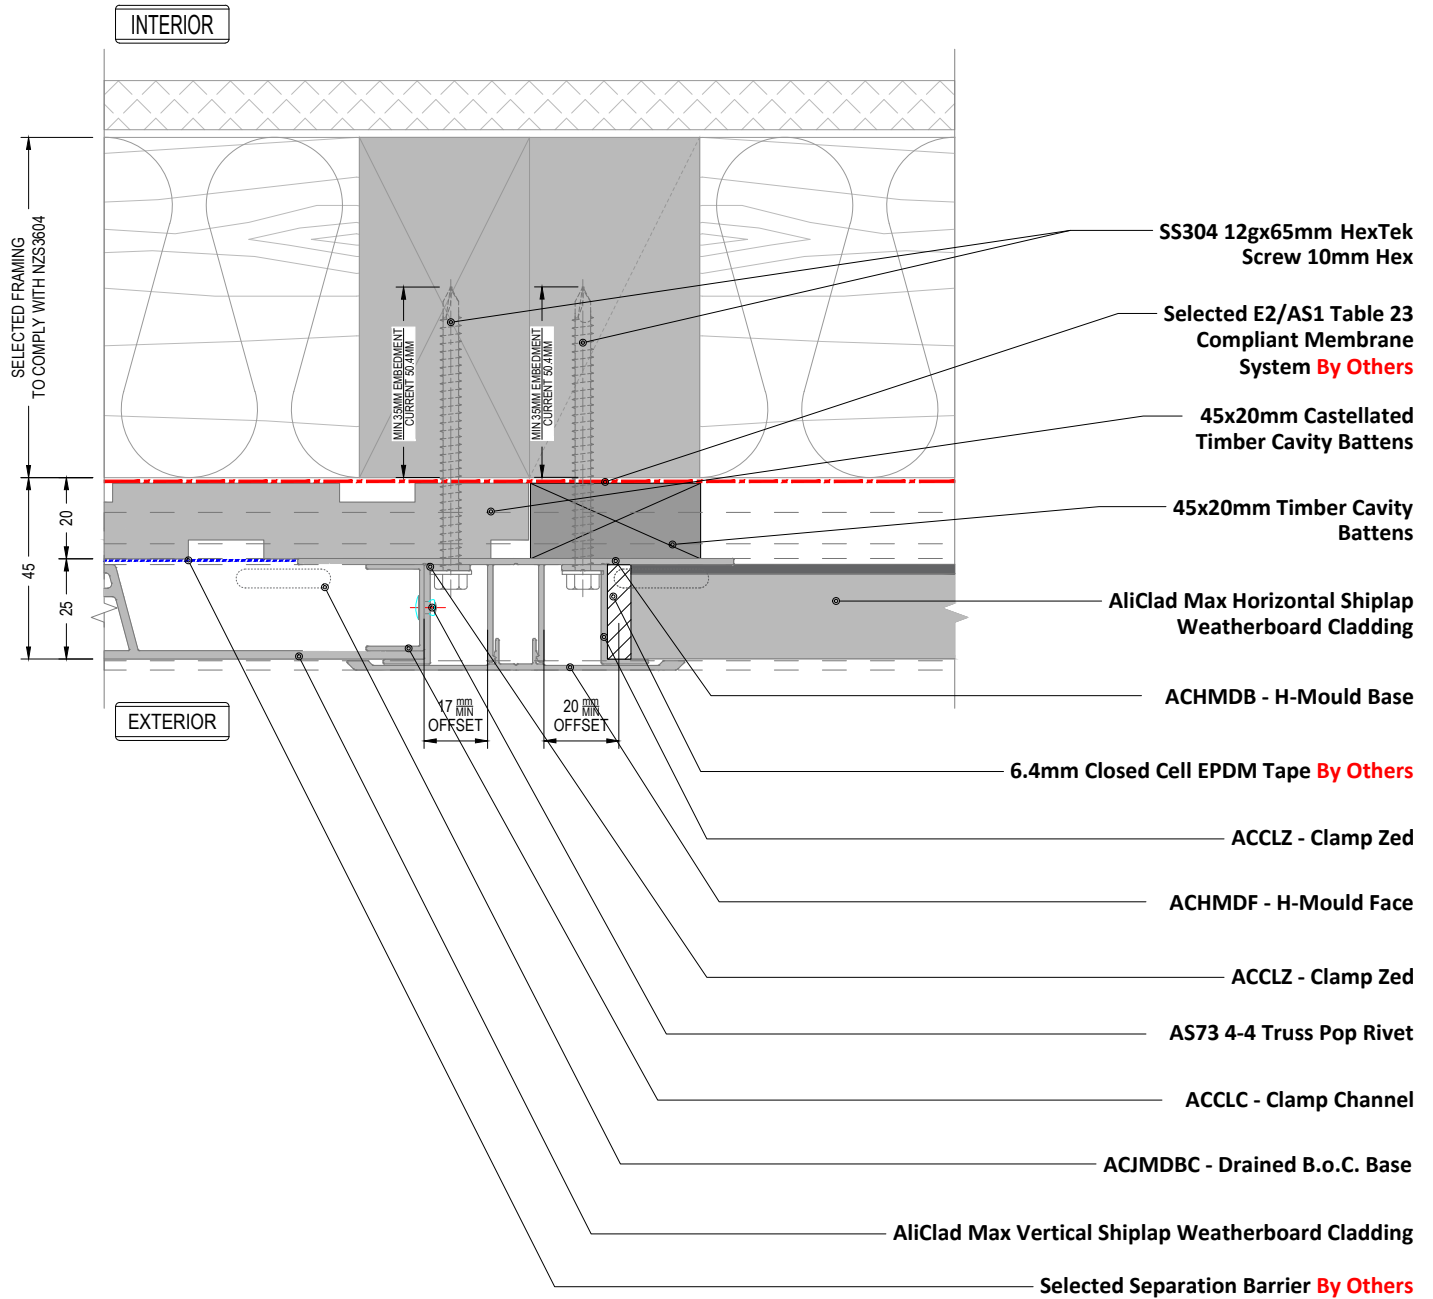 INTERIOR
SELECTED FRAMING
TO COMPLY WITH NZS3604
MIN 35MM EMBEDMENT
CURRENT 50.4MM
MIN 35MM EMBEDMENT
CURRENT 50.4MM
SS304 12gx65mm HexTek
Screw 10mm Hex
Selected E2/AS1 Table 23
Compliant Membrane
System By Others
45x20mm Castellated
Timber Cavity Battens
45x20mm Timber Cavity
Battens
20
45
25
AliClad Max Horizontal Shiplap
Weatherboard Cladding
EXTERIOR
17 mm MIN
OFFSET
20 mm MIN
OFFSET
ACHMDB - H-Mould Base
6.4mm Closed Cell EPDM Tape By Others
ACCLZ - Clamp Zed
ACHMDF - H-Mould Face
ACCLZ - Clamp Zed
AS73 4-4 Truss Pop Rivet
ACCLC - Clamp Channel
ACJMDBC - Drained B.o.C. Base
AliClad Max Vertical Shiplap Weatherboard Cladding
Selected Separation Barrier By Others